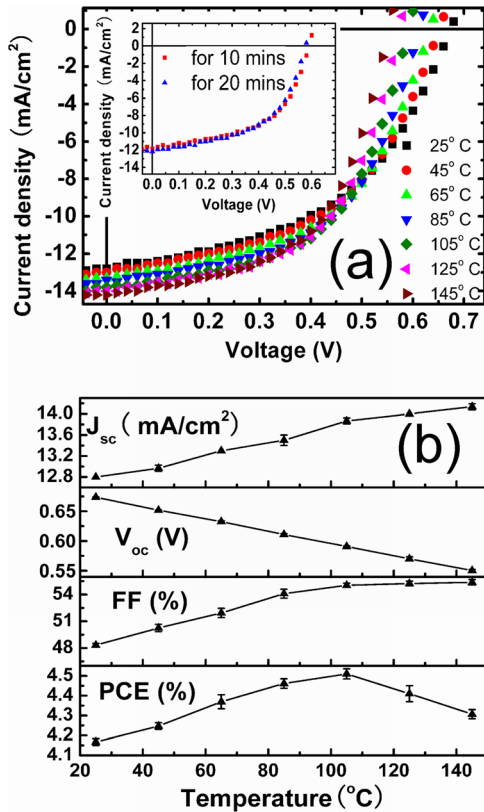 4
2
0
-2
-4
-6
-8
-10
-12
-14
Current density (mA/cm²)
0.0 0.1 0.2 0.3 0.4 0.5 0.6 0.7
Voltage (V)
4
2
0
-2
-4
-6
-8
-10
-12
-14
Current density (mA/cm²)
for 10 mins
for 20 mins
0.0 0.1 0.2 0.3 0.4 0.5 0.6
Voltage (V)
25° C
45° C
65° C
85° C
105° C
125° C
145° C
(a)
14.0
13.6
13.2
12.8
Jsc ( mA/cm²)
(b)
0.65
0.60
0.55
Voc (V)
54
48
FF (%)
4.5
4.4
4.3
4.2
4.1
PCE (%)
20 40 60 80 100 120 140
Temperature (°C)